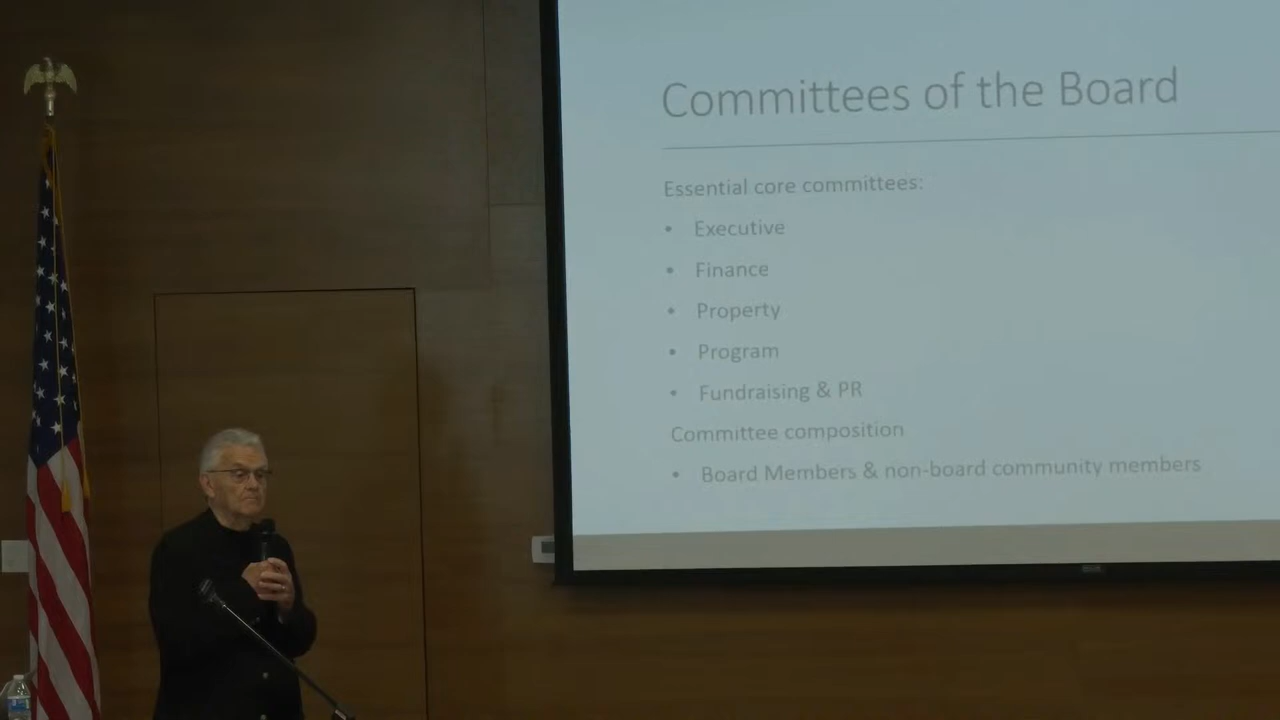 Committees of the Board
Essential core committees:
• Executive
• Finance
• Property
• Program
• Fundraising & PR
Committee composition
• Board Members & non-board community members